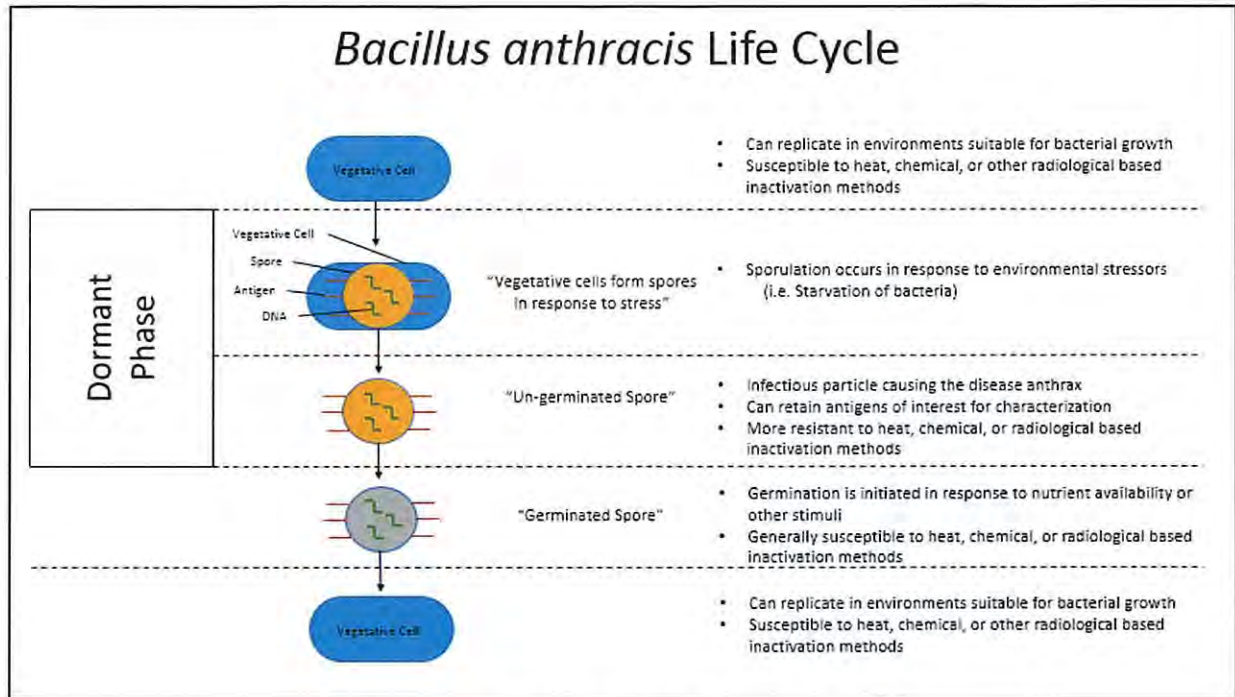 Bacillus anthracis Life Cycle
Vegetative Cell
• Can replicate in environments suitable for bacterial growth
• Susceptible to heat, chemical, or other radiological based
inactivation methods
Dormant
Phase
Vegetative Cell
Spore
Antigen
DNA
"Vegetative cells form spores
in response to stress"
• Sporulation occurs in response to environmental stressors
(i.e. Starvation of bacteria)
"Un-germinated Spore"
• Infectious particle causing the disease anthrax
• Can retain antigens of interest for characterization
• More resistant to heat, chemical, or radiological based
inactivation methods
"Germinated Spore"
• Germination is initiated in response to nutrient availability or
other stimuli
• Generally susceptible to heat, chemical, or radiological based
inactivation methods
Vegetative Cell
• Can replicate in environments suitable for bacterial growth
• Susceptible to heat, chemical, or other radiological based
inactivation methods